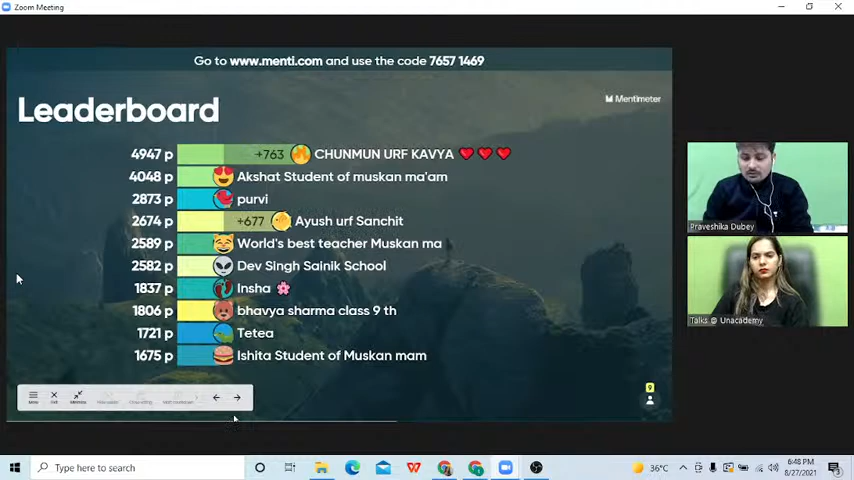 Zoom Meeting
Go to www.menti.com and use the code 7657 1469
Leaderboard
Mentimeter
4947 p +763 CHUNMUN URF KAVYA
4048 p Akshat Student of muskan ma'am
2873 p purvi
2674 p +677 Ayush urf Sanchit
2589 p World's best teacher Muskan ma
2582 p Dev Singh Sainik School
1837 p Insha
1806 p bhavya sharma class 9 th
1721 p Tetea
1675 p Ishita Student of Muskan mam
Praveshika Dubey
Talks @ Unacademy
9
Type here to search
36°C
6:48 PM
8/27/2021
3